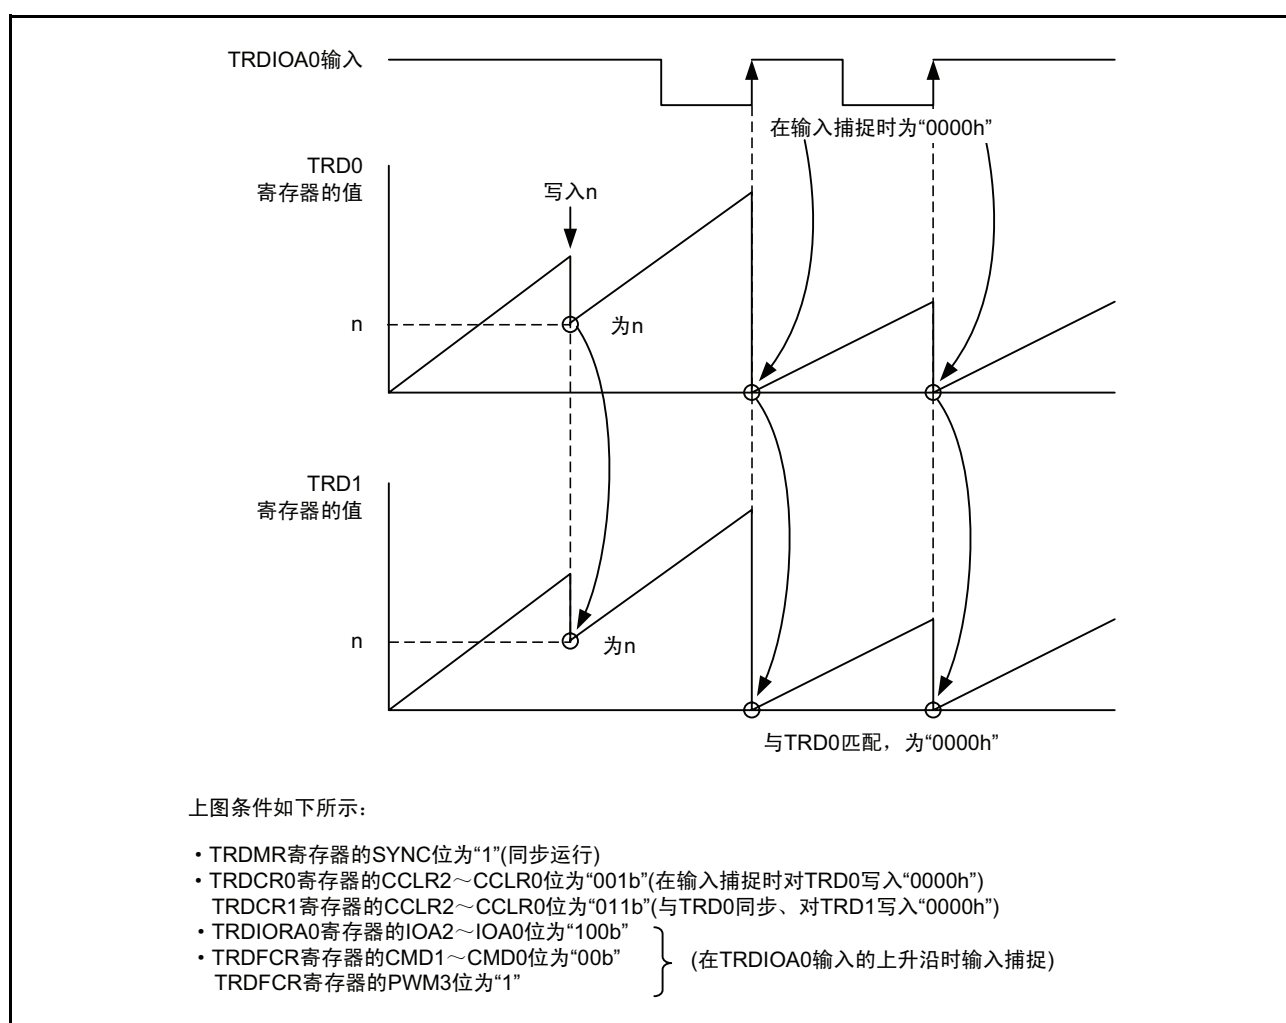 TRDIOA0输入
在输入捕捉时为“0000h”
TRD0
寄存器的值
写入n
n
为n
TRD1
寄存器的值
n
为n
与TRD0匹配，为“0000h”
上图条件如下所示：
・TRDMR寄存器的SYNC位为“1”(同步运行)
・TRDCR0寄存器的CCLR2～CCLR0位为“001b”(在输入捕捉时对TRD0写入“0000h”)
TRDCR1寄存器的CCLR2～CCLR0位为“011b”(与TRD0同步、对TRD1写入“0000h”)
・TRDIORA0寄存器的IOA2～IOA0位为“100b”
・TRDFCR寄存器的CMD1～CMD0位为“00b”
(在TRDIOA0输入的上升沿时输入捕捉)
TRDFCR寄存器的PWM3位为“1”